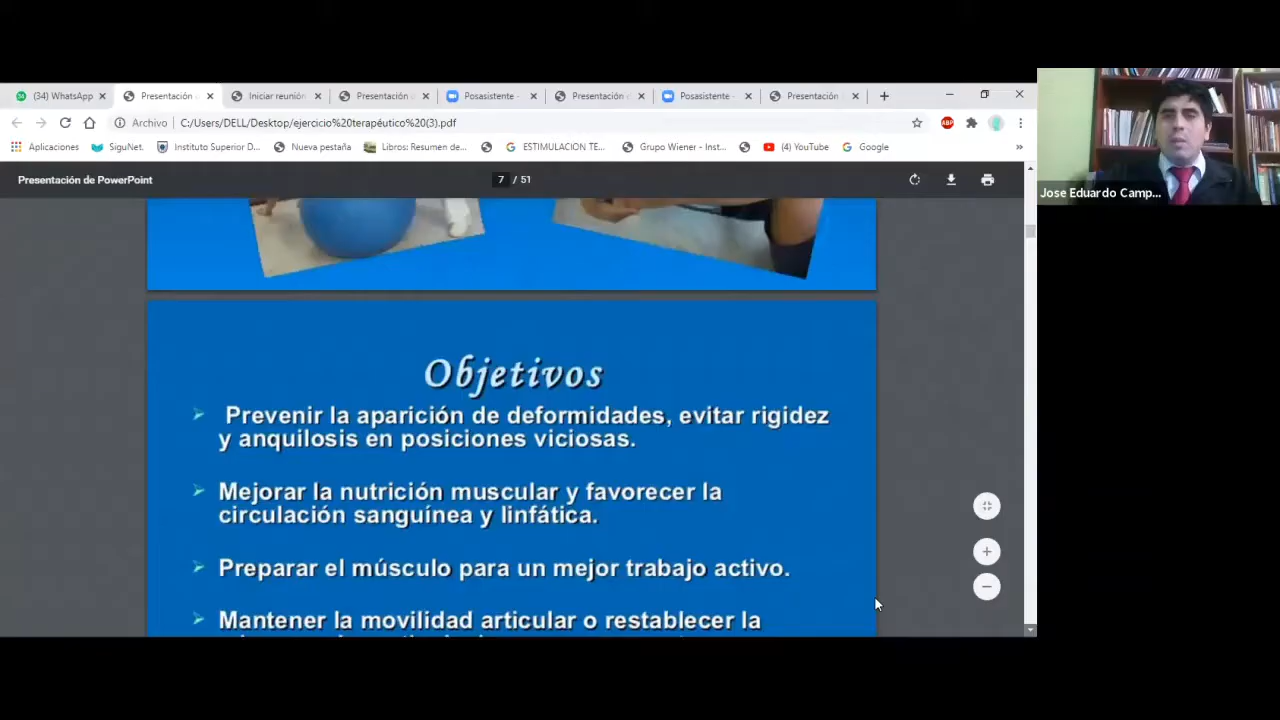 (34) WhatsApp
Presentación
Iniciar reunió
Presentación
Posasistente -
Presentación
Posasistente -
Presentación
Archivo
C:/Users/DELL/Desktop/ejercicio%20terapéutico%20(3).pdf
ABP
Aplicaciones
SiguNet.
Instituto Superior D...
Nueva pestaña
Libros: Resumen de...
ESTIMULACION TE...
Grupo Wiener - Inst...
(4) YouTube
Google
»
Presentación de PowerPoint
7 / 51
Jose Eduardo Camp...
Objetivos
Prevenir la aparición de deformidades, evitar rigidez
y anquilosis en posiciones viciosas.
Mejorar la nutrición muscular y favorecer la
circulación sanguínea y linfática.
Preparar el músculo para un mejor trabajo activo.
Mantener la movilidad articular o restablecer la